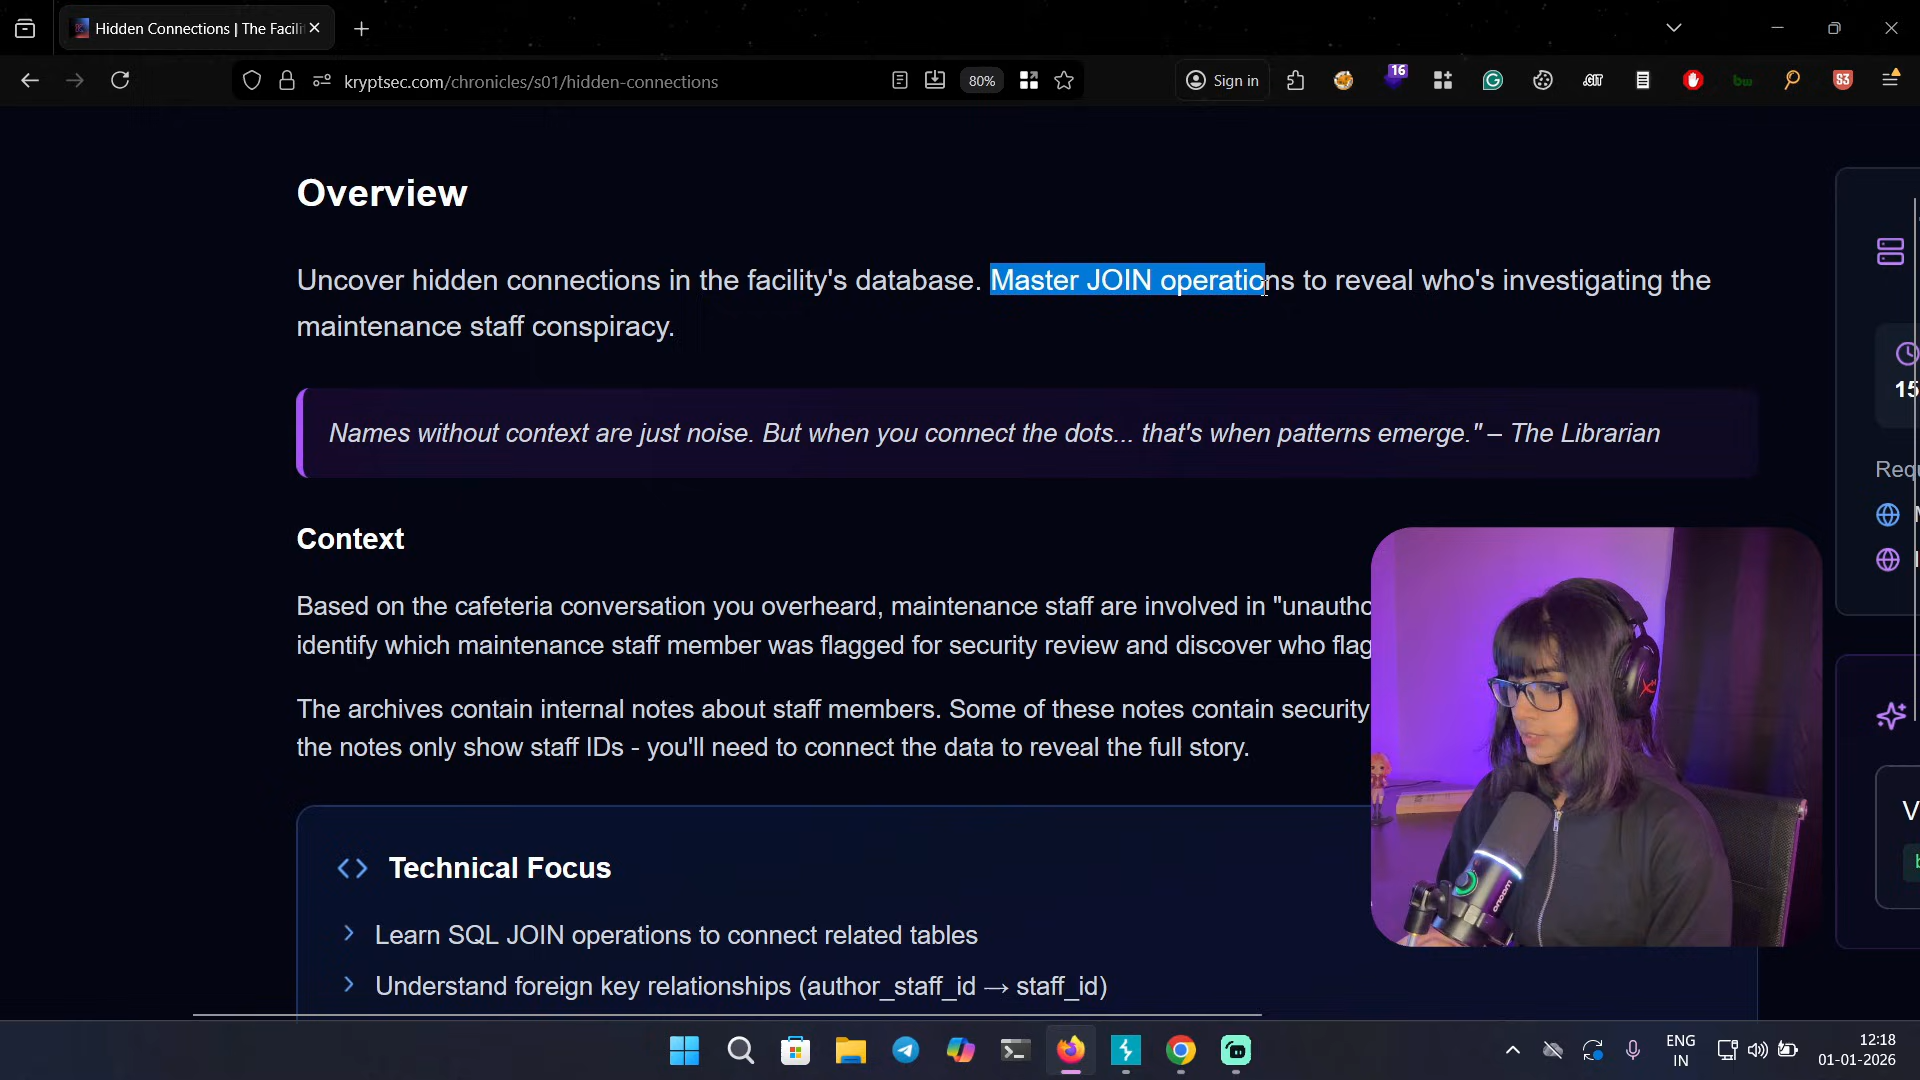 Hidden Connections | The Facili
kryptsec.com/chronicles/s01/hidden-connections
80%
Sign in
16
.GIT
bw
S3
Overview
Uncover hidden connections in the facility's database. Master JOIN operations to reveal who's investigating the
maintenance staff conspiracy.
Names without context are just noise. But when you connect the dots... that's when patterns emerge." – The Librarian
Context
Based on the cafeteria conversation you overheard, maintenance staff are involved in "unautho
identify which maintenance staff member was flagged for security review and discover who flag
The archives contain internal notes about staff members. Some of these notes contain security
the notes only show staff IDs - you'll need to connect the data to reveal the full story.
Technical Focus
Learn SQL JOIN operations to connect related tables
Understand foreign key relationships (author_staff_id → staff_id)
15
Req
V
ENG
IN
12:18
01-01-2026